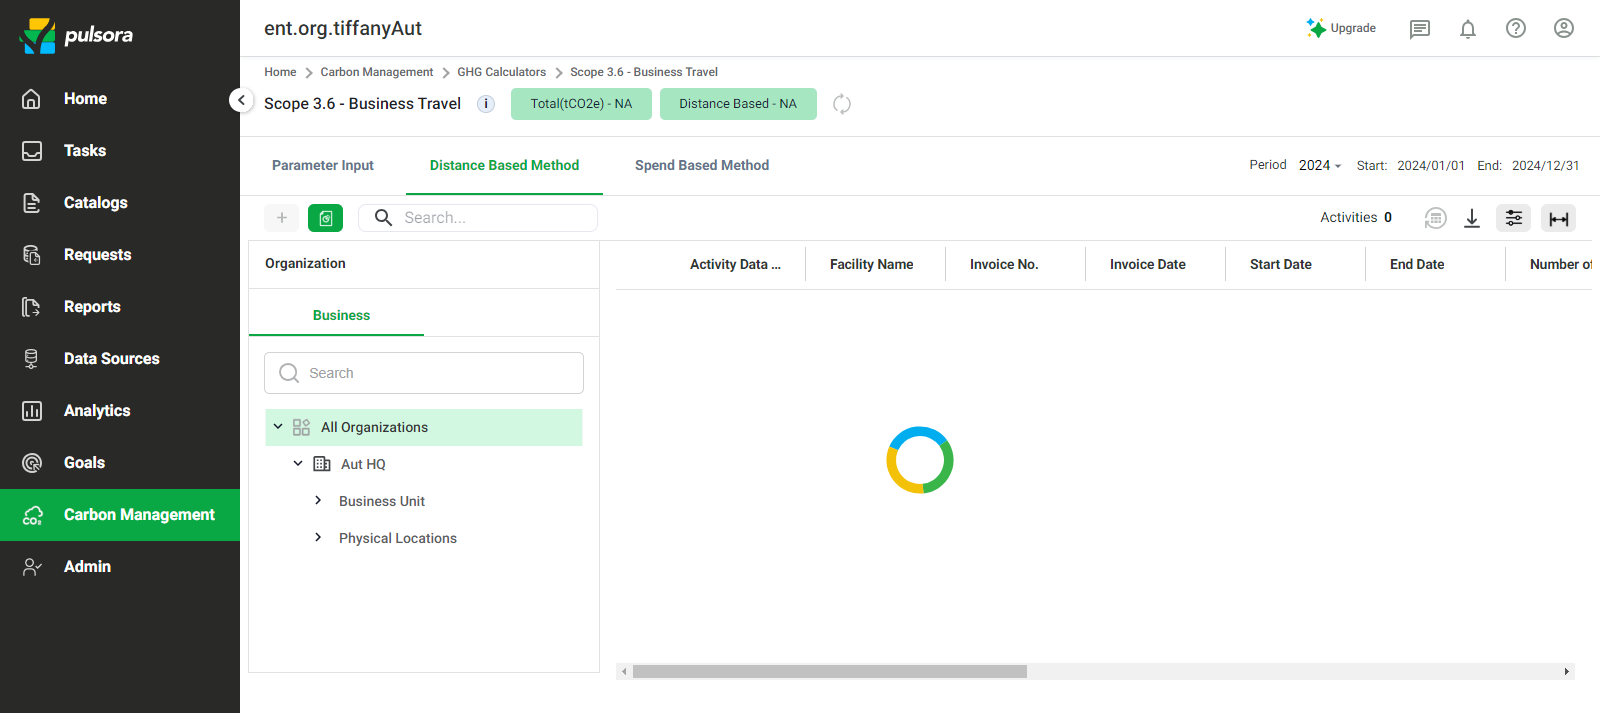 pulsora
ent.org.tiffanyAut
Upgrade
Home
Tasks
Catalogs
Requests
Reports
Data Sources
Analytics
Goals
Carbon Management
CO₂
Admin
Home > Carbon Management > GHG Calculators > Scope 3.6 - Business Travel
Scope 3.6 - Business Travel i Total(tCO2e) - NA Distance Based - NA
Parameter Input Distance Based Method Spend Based Method Period 2024 Start: 2024/01/01 End: 2024/12/31
+ Search... Activities 0
Organization
Business
Search
All Organizations
Aut HQ
Business Unit
Physical Locations
Activity Data ... Facility Name Invoice No. Invoice Date Start Date End Date Number of